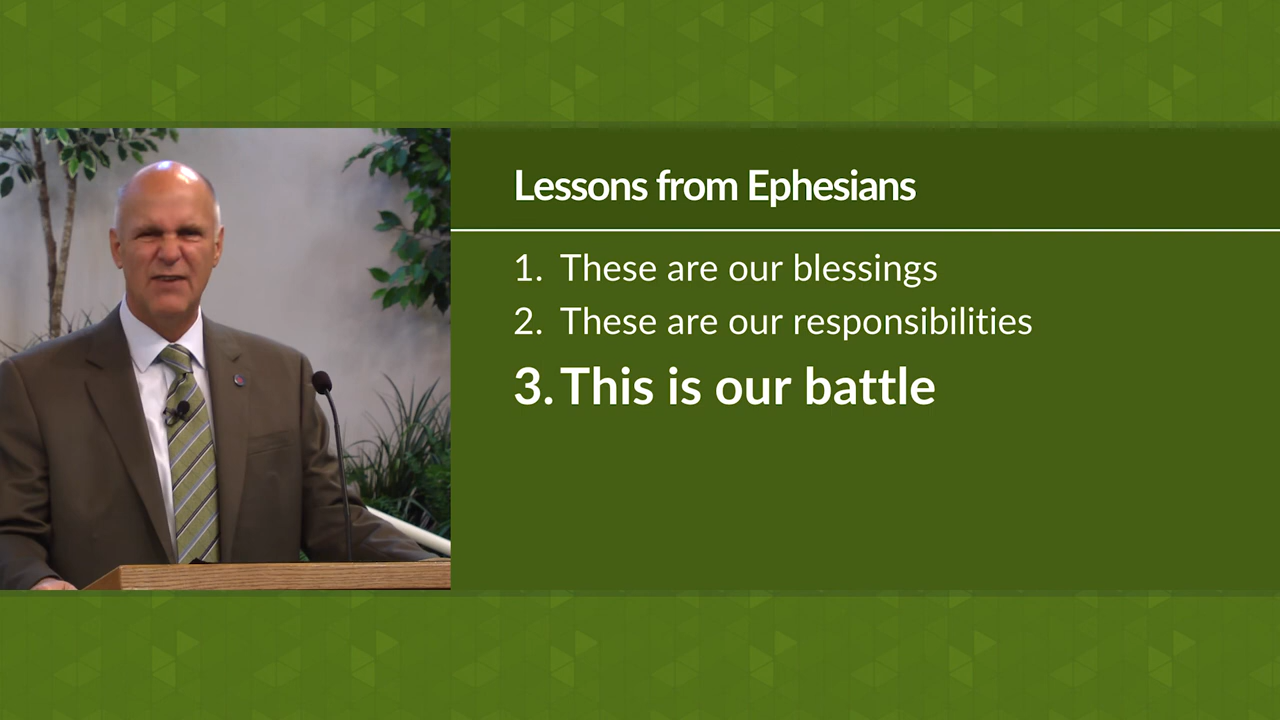 Lessons from Ephesians
1. These are our blessings
2. These are our responsibilities
3. This is our battle